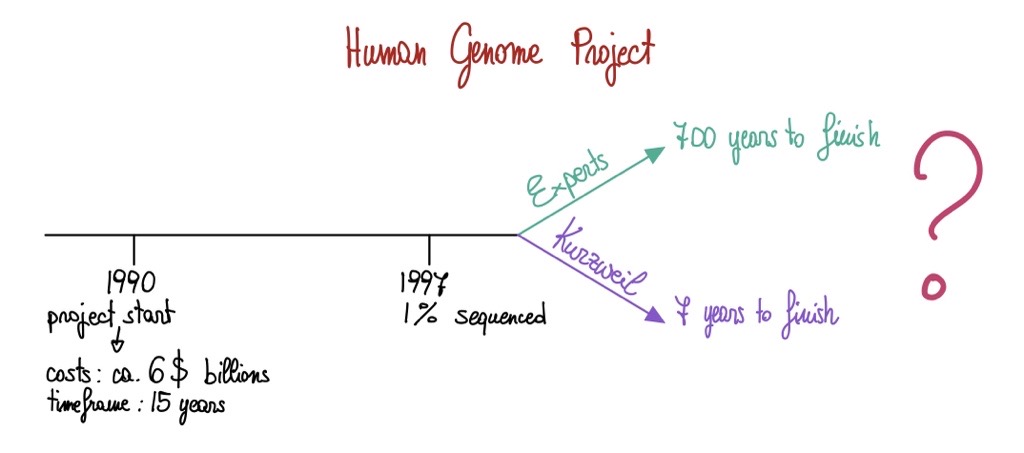 Human Genome Project
Experts
700 years to finish
?
Kurzweil
7 years to finish
1990
project start
costs: ca. 6$ billions
timeframe: 15 years
1997
1% sequenced